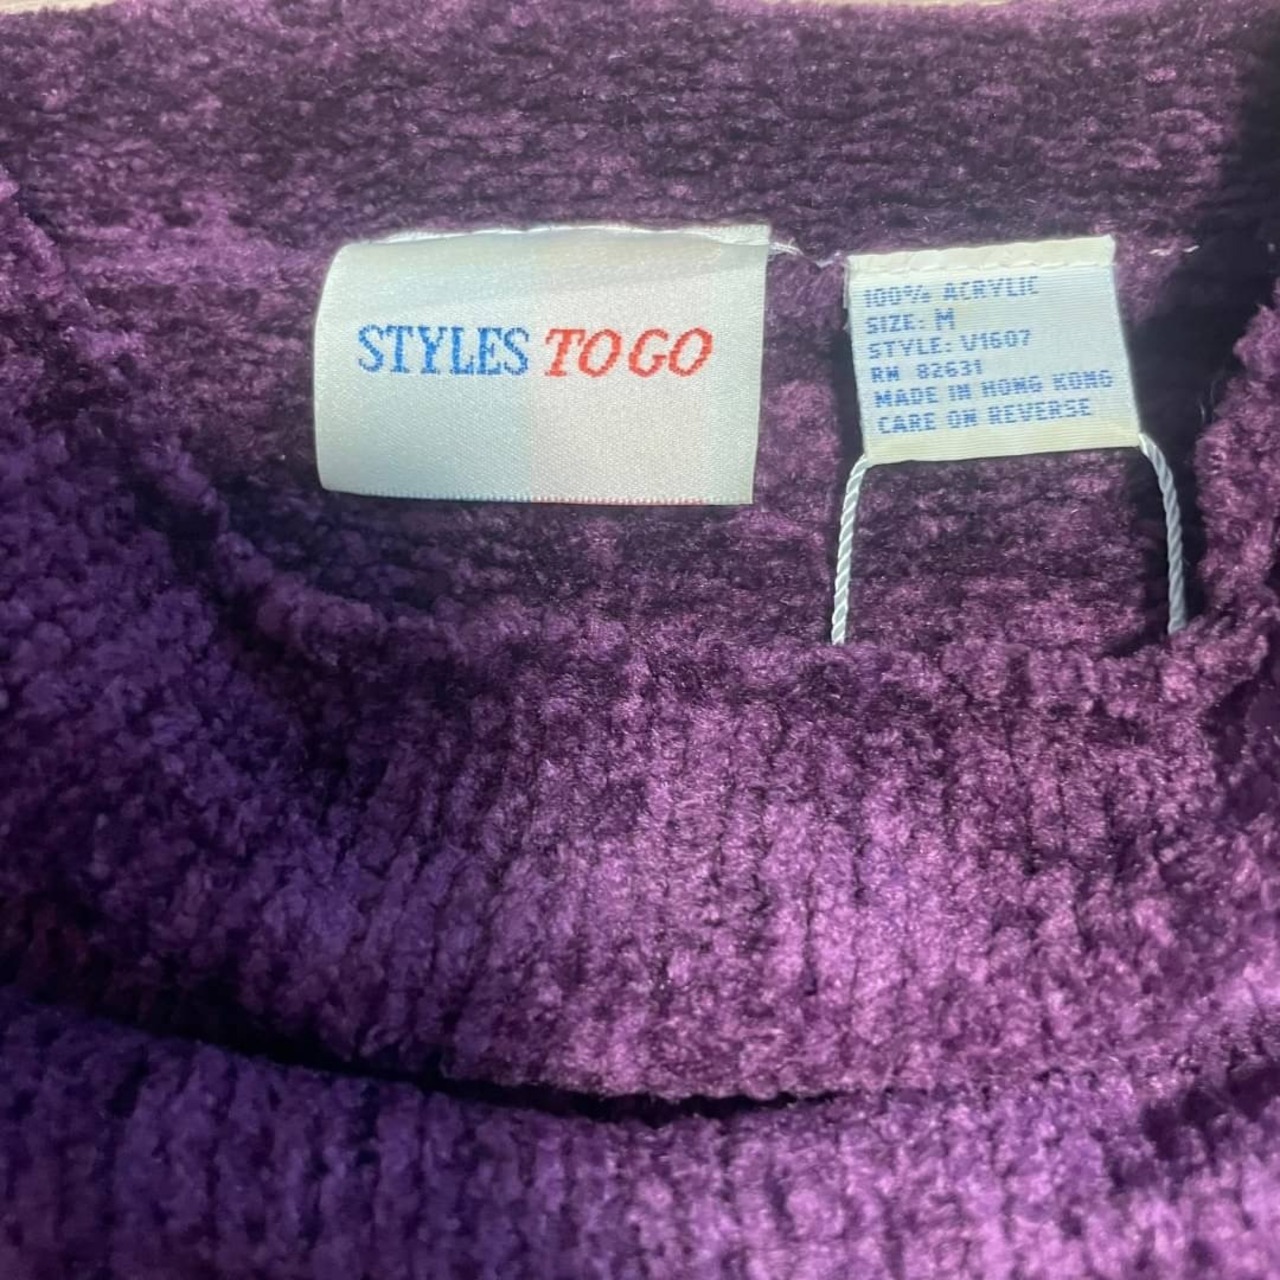 STYLES TO GO
100% ACRYLIC
SIZE: M
STYLE: V1607
RN 82631
MADE IN HONG KONG
CARE ON REVERSE